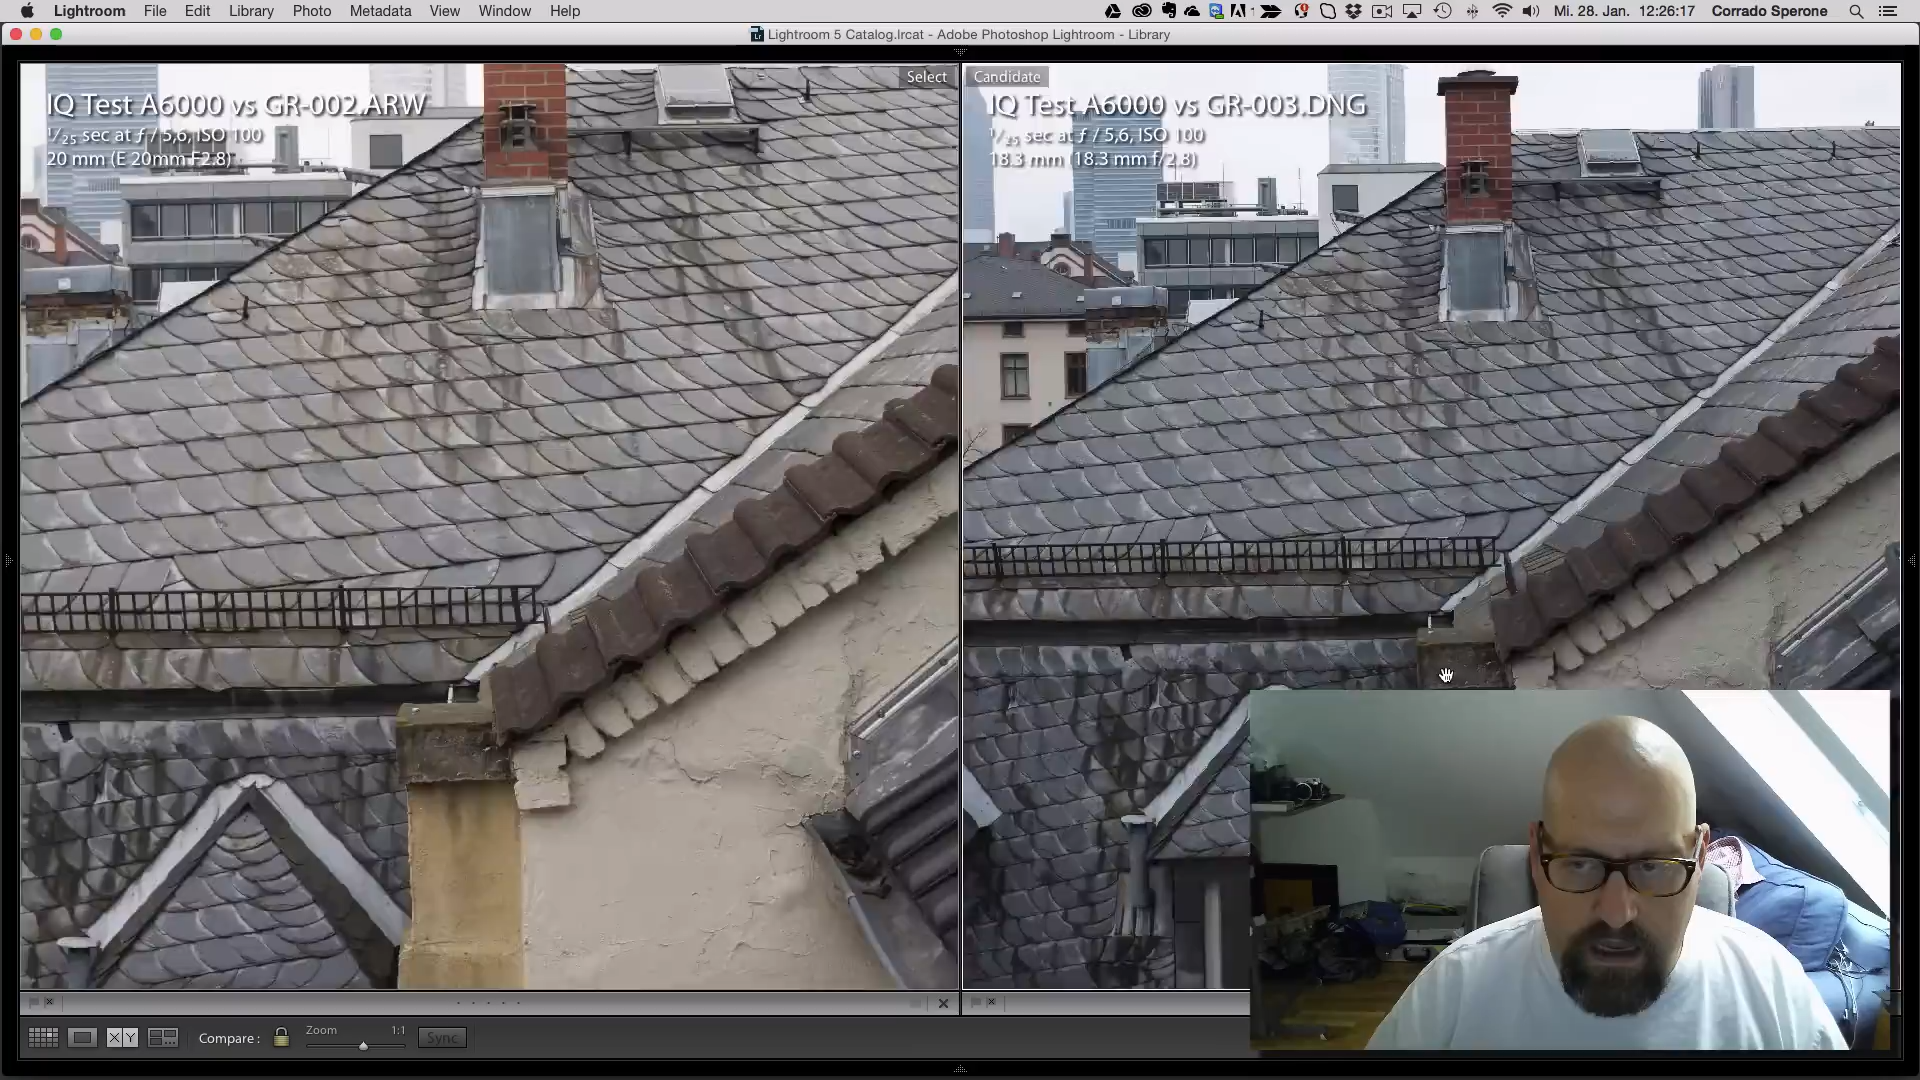 Lightroom File Edit Library Photo Metadata View Window Help Mi. 28. Jan. 12:26:17 Corrado Sperone
Lightroom 5 Catalog.lrcat - Adobe Photoshop Lightroom - Library
Select
IQ Test A6000 vs GR-002.ARW
1/25 sec at ƒ / 5,6, ISO 100
20 mm (E 20mm F2.8)
Candidate
IQ Test A6000 vs GR-003.DNG
1/25 sec at ƒ / 5,6, ISO 100
18.3 mm (18.3 mm f/2.8)
XY Compare : Zoom 1:1 Sync